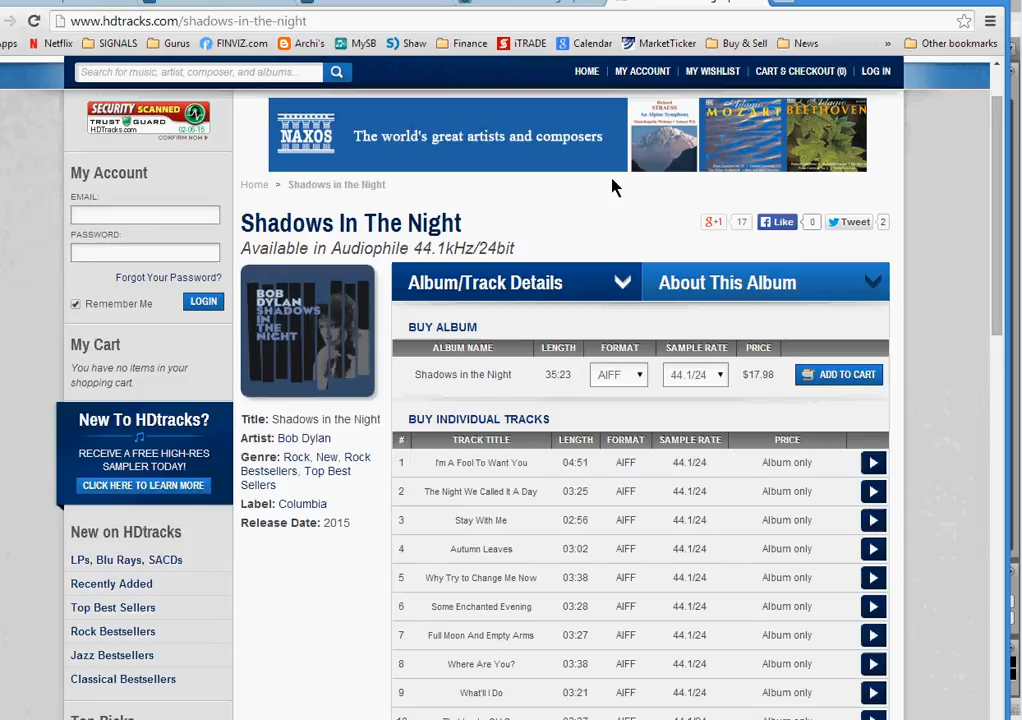 www.hdtracks.com/shadows-in-the-night
Apps Netflix SIGNALS Gurus FINVIZ.com Archi's MySB Shaw Finance iTRADE Calendar MarketTicker Buy & Sell News » Other bookmarks
Search for music, artist, composer, and albums...
HOME MY ACCOUNT MY WISHLIST CART & CHECKOUT (0) LOG IN
SECURITY SCANNED
TRUST GUARD
HDTracks.com 02-06-15
CONFIRM NOW
NAXOS
The world's great artists and composers
RICHARD STRAUSS
An Alpine Symphony
MOZART
BEETHOVEN
Home > Shadows in the Night
My Account
EMAIL:
PASSWORD:
Forgot Your Password?
Remember Me LOGIN
My Cart
You have no items in your
shopping cart.
New To HDtracks?
RECEIVE A FREE HIGH-RES
SAMPLER TODAY!
CLICK HERE TO LEARN MORE
New on HDtracks
LPs, Blu Rays, SACDs
Recently Added
Top Best Sellers
Rock Bestsellers
Jazz Bestsellers
Classical Bestsellers
Top Picks
Shadows In The Night
Available in Audiophile 44.1kHz/24bit
g+1 17 Like 0 Tweet 2
BOB
DYLAN
SHADOWS
IN
THE
NIGHT
Title: Shadows in the Night
Artist: Bob Dylan
Genre: Rock, New, Rock
Bestsellers, Top Best
Sellers
Label: Columbia
Release Date: 2015
Album/Track Details About This Album
BUY ALBUM
ALBUM NAME LENGTH FORMAT SAMPLE RATE PRICE
Shadows in the Night 35:23 AIFF 44.1/24 $17.98 ADD TO CART
BUY INDIVIDUAL TRACKS
# TRACK TITLE LENGTH FORMAT SAMPLE RATE PRICE
1 I'm A Fool To Want You 04:51 AIFF 44.1/24 Album only
2 The Night We Called It A Day 03:25 AIFF 44.1/24 Album only
3 Stay With Me 02:56 AIFF 44.1/24 Album only
4 Autumn Leaves 03:02 AIFF 44.1/24 Album only
5 Why Try to Change Me Now 03:38 AIFF 44.1/24 Album only
6 Some Enchanted Evening 03:28 AIFF 44.1/24 Album only
7 Full Moon And Empty Arms 03:27 AIFF 44.1/24 Album only
8 Where Are You? 03:38 AIFF 44.1/24 Album only
9 What'll I Do 03:21 AIFF 44.1/24 Album only